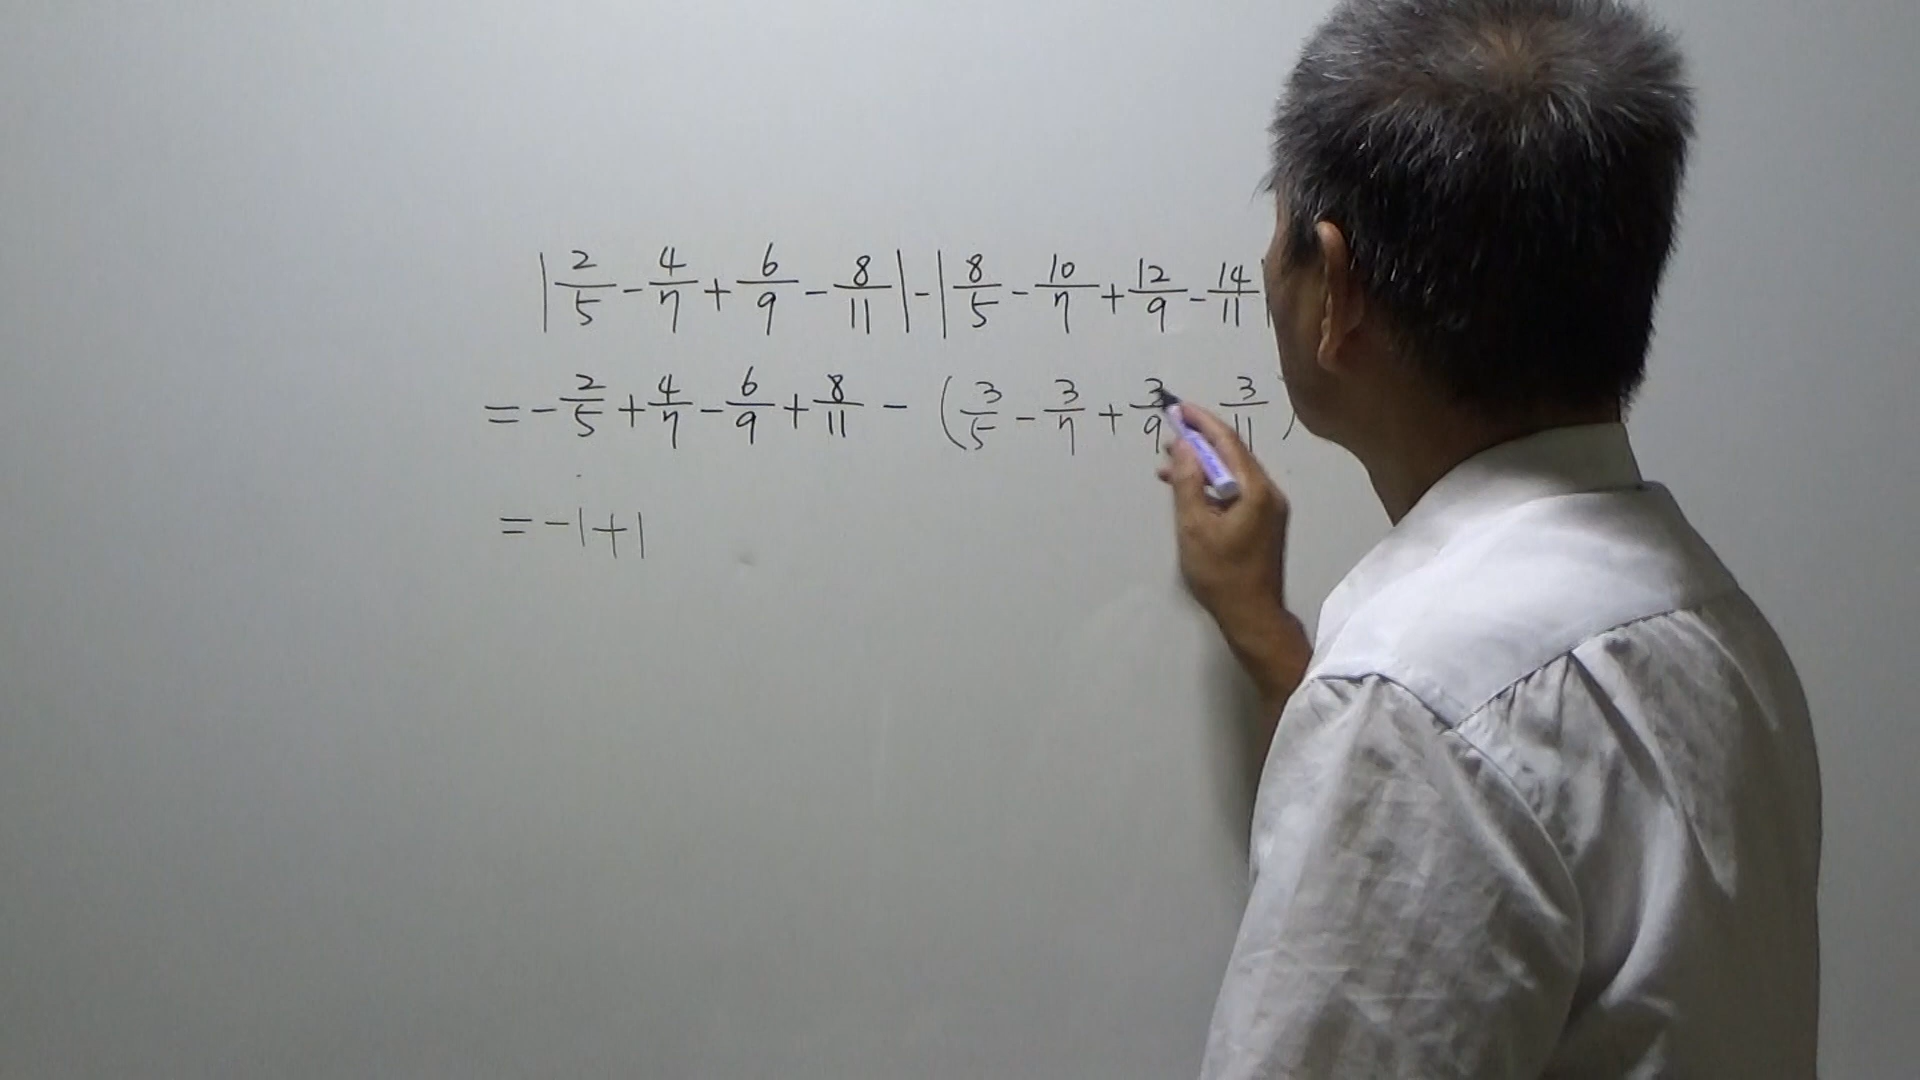 |2/5 - 4/7 + 6/9 - 8/11| - |8/5 - 10/7 + 12/9 - 14/11|
= - 2/5 + 4/7 - 6/9 + 8/11 - (3/5 - 3/7 + 3/9 3/11)
= -1+1